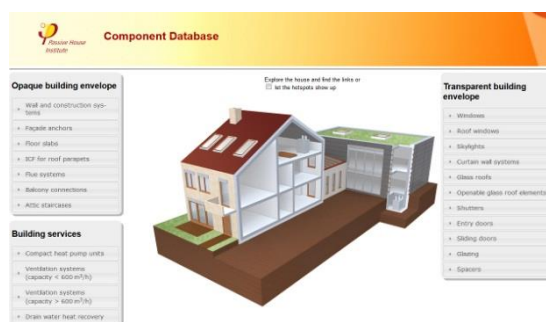 Passive House
Institute
Component Database
Opaque building envelope
Wall and construction sys-
tems
Façade anchors
Floor slabs
ICF for roof parapets
Flue systems
Balcony connections
Attic staircases
Building services
Compact heat pump units
Ventilation systems
(capacity < 600 m³/h)
Ventilation systems
(capacity > 600 m³/h)
Drain water heat recovery
Explore the house and find the links or
let the hotspots show up
Transparent building
envelope
Windows
Roof windows
Skylights
Curtain wall systems
Glass roofs
Openable glass roof elements
Shutters
Entry doors
Sliding doors
Glazing
Spacers